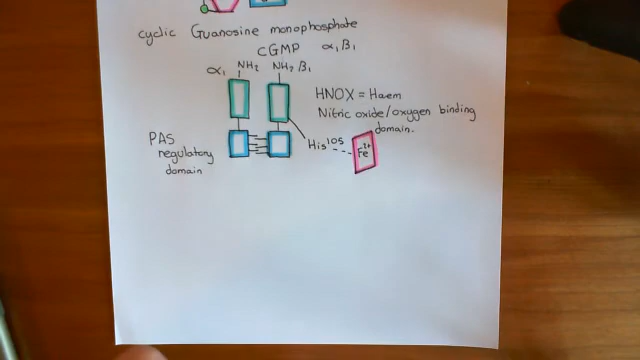 cyclic Guanosine monophosphate
cGMP α₁β₁
α₁ NH₂ NH₂ β₁
HNOX = Haem
Nitric oxide/oxygen binding
domain.
PAS
regulatory
domain
His¹⁰⁵
Fe²⁺